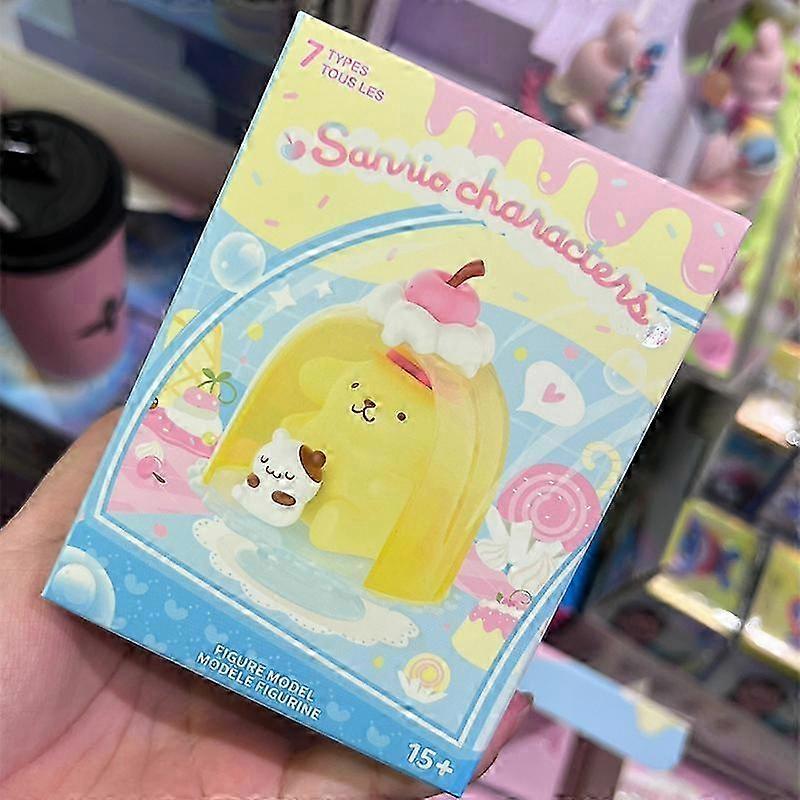 7 TYPES
TOUS LES
Sanrio characters
FIGURE MODEL
MODÈLE FIGURINE
15+